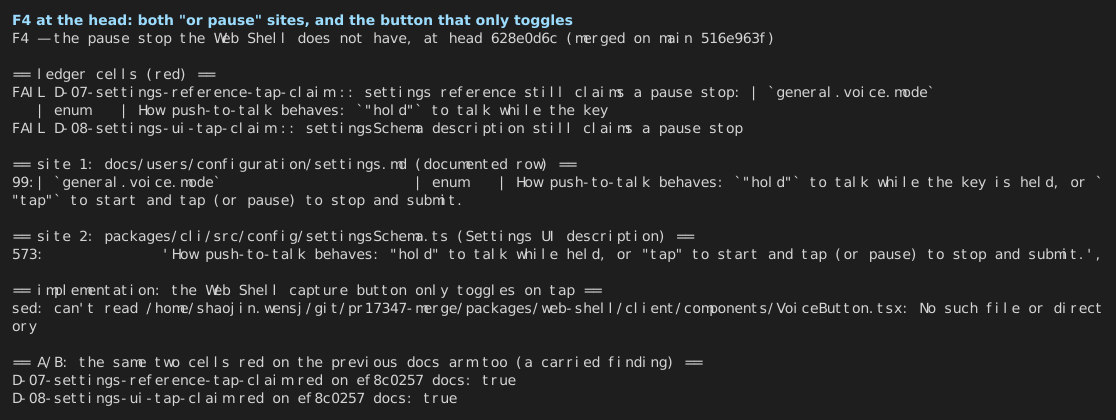 F4 at the head: both "or pause" sites, and the button that only toggles
F4 — the pause stop the Web Shell does not have, at head 628e0d6c (merged on main 516e963f)
== ledger cells (red) ==
FAIL D-07-settings-reference-tap-claim:: settings reference still claims a pause stop: | `general.voice.mode`
| enum | How push-to-talk behaves: `"hold"` to talk while the key
FAIL D-08-settings-ui-tap-claim:: settingsSchema description still claims a pause stop
== site 1: docs/users/configuration/settings.md (documented row) ==
99:| `general.voice.mode` | enum | How push-to-talk behaves: `"hold"` to talk while the key is held, or `
"tap"` to start and tap (or pause) to stop and submit.
== site 2: packages/cli/src/config/settingsSchema.ts (Settings UI description) ==
573: 'How push-to-talk behaves: "hold" to talk while held, or "tap" to start and tap (or pause) to stop and submit.',
== implementation: the Web Shell capture button only toggles on tap ==
sed: can't read /home/shaojin.wensj/git/pr17347-merge/packages/web-shell/client/components/VoiceButton.tsx: No such file or direct
ory
== A/B: the same two cells red on the previous docs arm too (a carried finding) ==
D-07-settings-reference-tap-claim red on ef8c0257 docs: true
D-08-settings-ui-tap-claim red on ef8c0257 docs: true